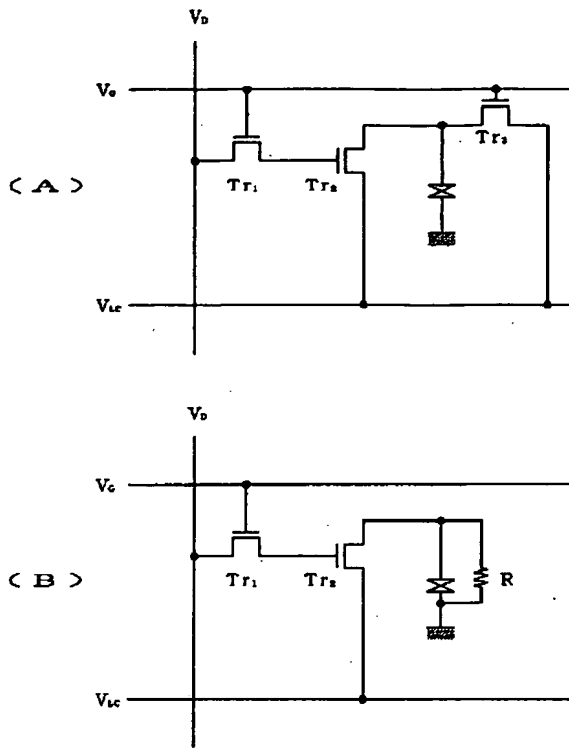 V_D
V_G
Tr₁
Tr₂
Tr₃
(A)
V_LC
V_D
V_G
Tr₁
Tr₂
R
(B)
V_LC